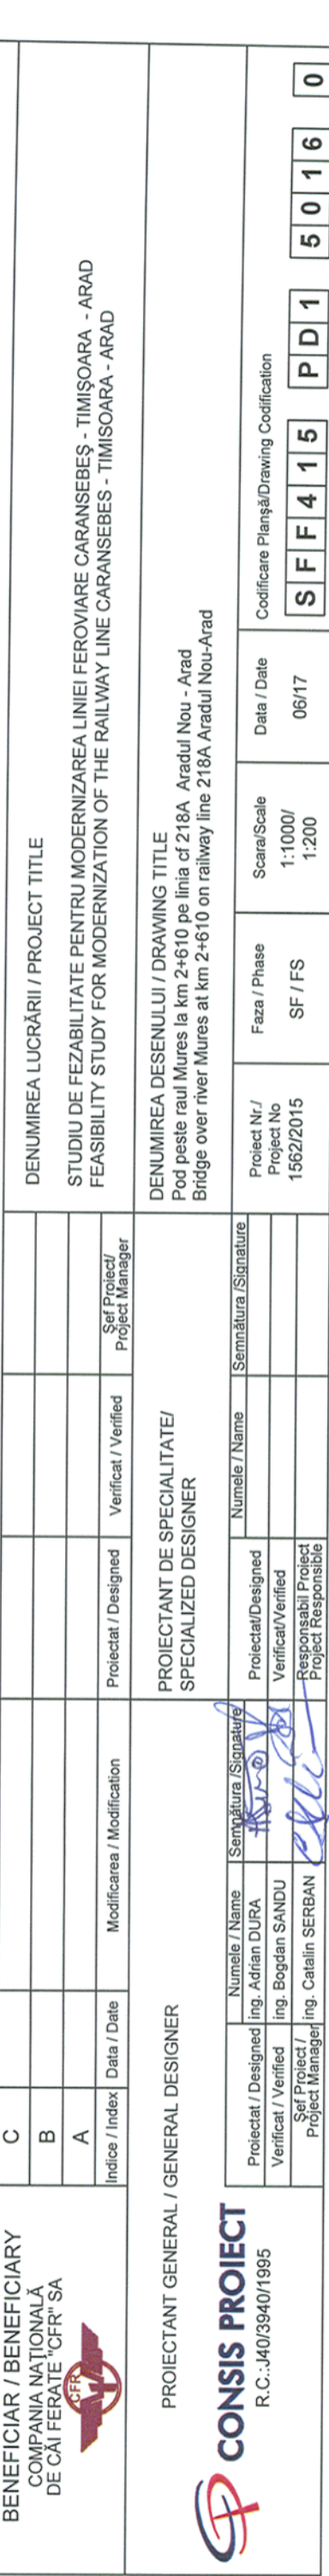 BENEFICIAR / BENEFICIARY
COMPANIA NAŢIONALĂ
DE CĂI FERATE "CFR" SA
CFR
C
B
A
Indice / Index
Data / Date
Modificarea / Modification
Proiectat / Designed
Verificat / Verified
Şef Proiect/
Project Manager
DENUMIREA LUCRĂRII / PROJECT TITLE
STUDIU DE FEZABILITATE PENTRU MODERNIZAREA LINIEI FEROVIARE CARANSEBEŞ - TIMIŞOARA - ARAD
FEASIBILITY STUDY FOR MODERNIZATION OF THE RAILWAY LINE CARANSEBES - TIMISOARA - ARAD
PROIECTANT GENERAL / GENERAL DESIGNER
CONSIS PROIECT
R.C.:J40/3940/1995
Numele / Name
Semnătura /Signature
Proiectat / Designed
ing. Adrian DURA
Verificat / Verified
ing. Bogdan SANDU
Şef Proiect /
Project Manager
ing. Catalin SERBAN
PROIECTANT DE SPECIALITATE/
SPECIALIZED DESIGNER
Numele / Name
Semnătura /Signature
Proiectat/Designed
Verificat/Verified
Responsabil Proiect
Project Responsible
DENUMIREA DESENULUI / DRAWING TITLE
Pod peste raul Mures la km 2+610 pe linia cf 218A Aradul Nou - Arad
Bridge over river Mures at km 2+610 on railway line 218A Aradul Nou-Arad
Proiect Nr./
Project No
1562/2015
Faza / Phase
SF / FS
Scara/Scale
1:1000/
1:200
Data / Date
06/17
Codificare Planşă/Drawing Codification
S F F 4 1 5 P D 1 5 0 1 6 0